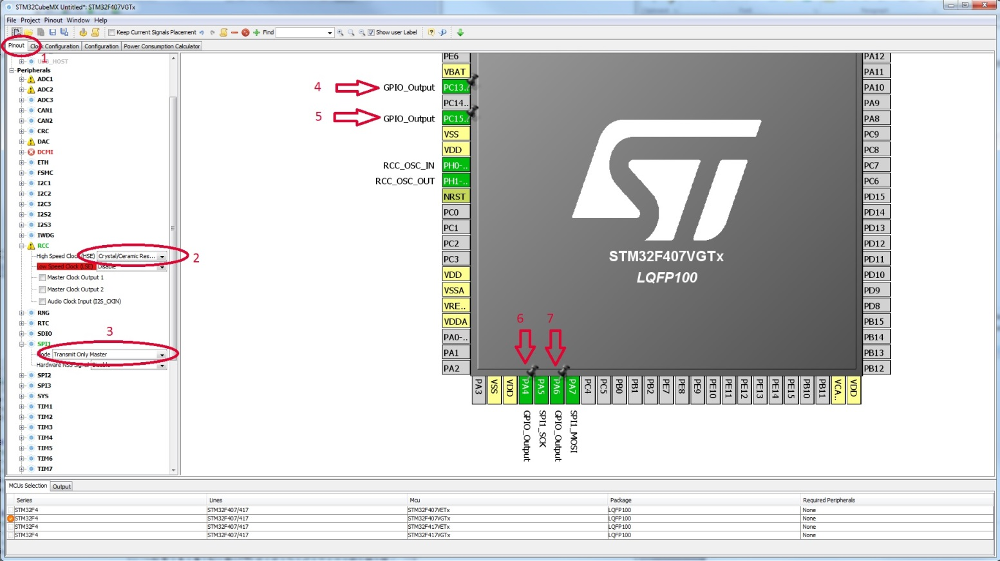 STM32CubeMX Untitled*: STM32F407VGTx
File Project Pinout Window Help
Keep Current Signals Placement
Find
Show user Label
Pinout
Clock Configuration
Configuration
Power Consumption Calculator
1
USB_HOST
Peripherals
ADC1
ADC2
ADC3
CAN1
CAN2
CRC
DAC
DCMI
ETH
FSMC
I2C1
I2C2
I2C3
I2S2
I2S3
IWDG
RCC
High Speed Clock (HSE) Crystal/Ceramic Res...
2
Low Speed Clock (LSE) Disable
Master Clock Output 1
Master Clock Output 2
Audio Clock Input (I2S_CKIN)
RNG
RTC
SDIO
3
SPI1
Mode Transmit Only Master
Hardware NSS Signal Disable
SPI2
SPI3
SYS
TIM1
TIM2
TIM3
TIM4
TIM5
TIM6
TIM7
PE6
VBAT
4 GPIO_Output PC13..
PC14..
5 GPIO_Output PC15..
VSS
VDD
RCC_OSC_IN PH0-..
RCC_OSC_OUT PH1-..
NRST
PC0
PC1
PC2
PC3
VDD
VSSA
VRE..
VDDA
PA0-..
PA1
PA2
ST
STM32F407VGTx
LQFP100
6
7
PA12
PA11
PA10
PA9
PA8
PC9
PC8
PC7
PC6
PD15
PD14
PD13
PD12
PD11
PD10
PD9
PD8
PB15
PB14
PB13
PB12
PA3
VSS
VDD
PA4
PA5
PA6
PA7
PC4
PC5
PB0
PB1
PB2
PE7
PE8
PE9
PE10
PE11
PE12
PE13
PE14
PE15
PB10
PB11
VCA..
VDD
GPIO_Output
SPI1_SCK
GPIO_Output
SPI1_MOSI
MCUs Selection
Output
Series Lines Mcu Package Required Peripherals
STM32F4 STM32F407/417 STM32F407VETx LQFP100 None
STM32F4 STM32F407/417 STM32F407VGTx LQFP100 None
STM32F4 STM32F407/417 STM32F417VETx LQFP100 None
STM32F4 STM32F407/417 STM32F417VGTx LQFP100 None